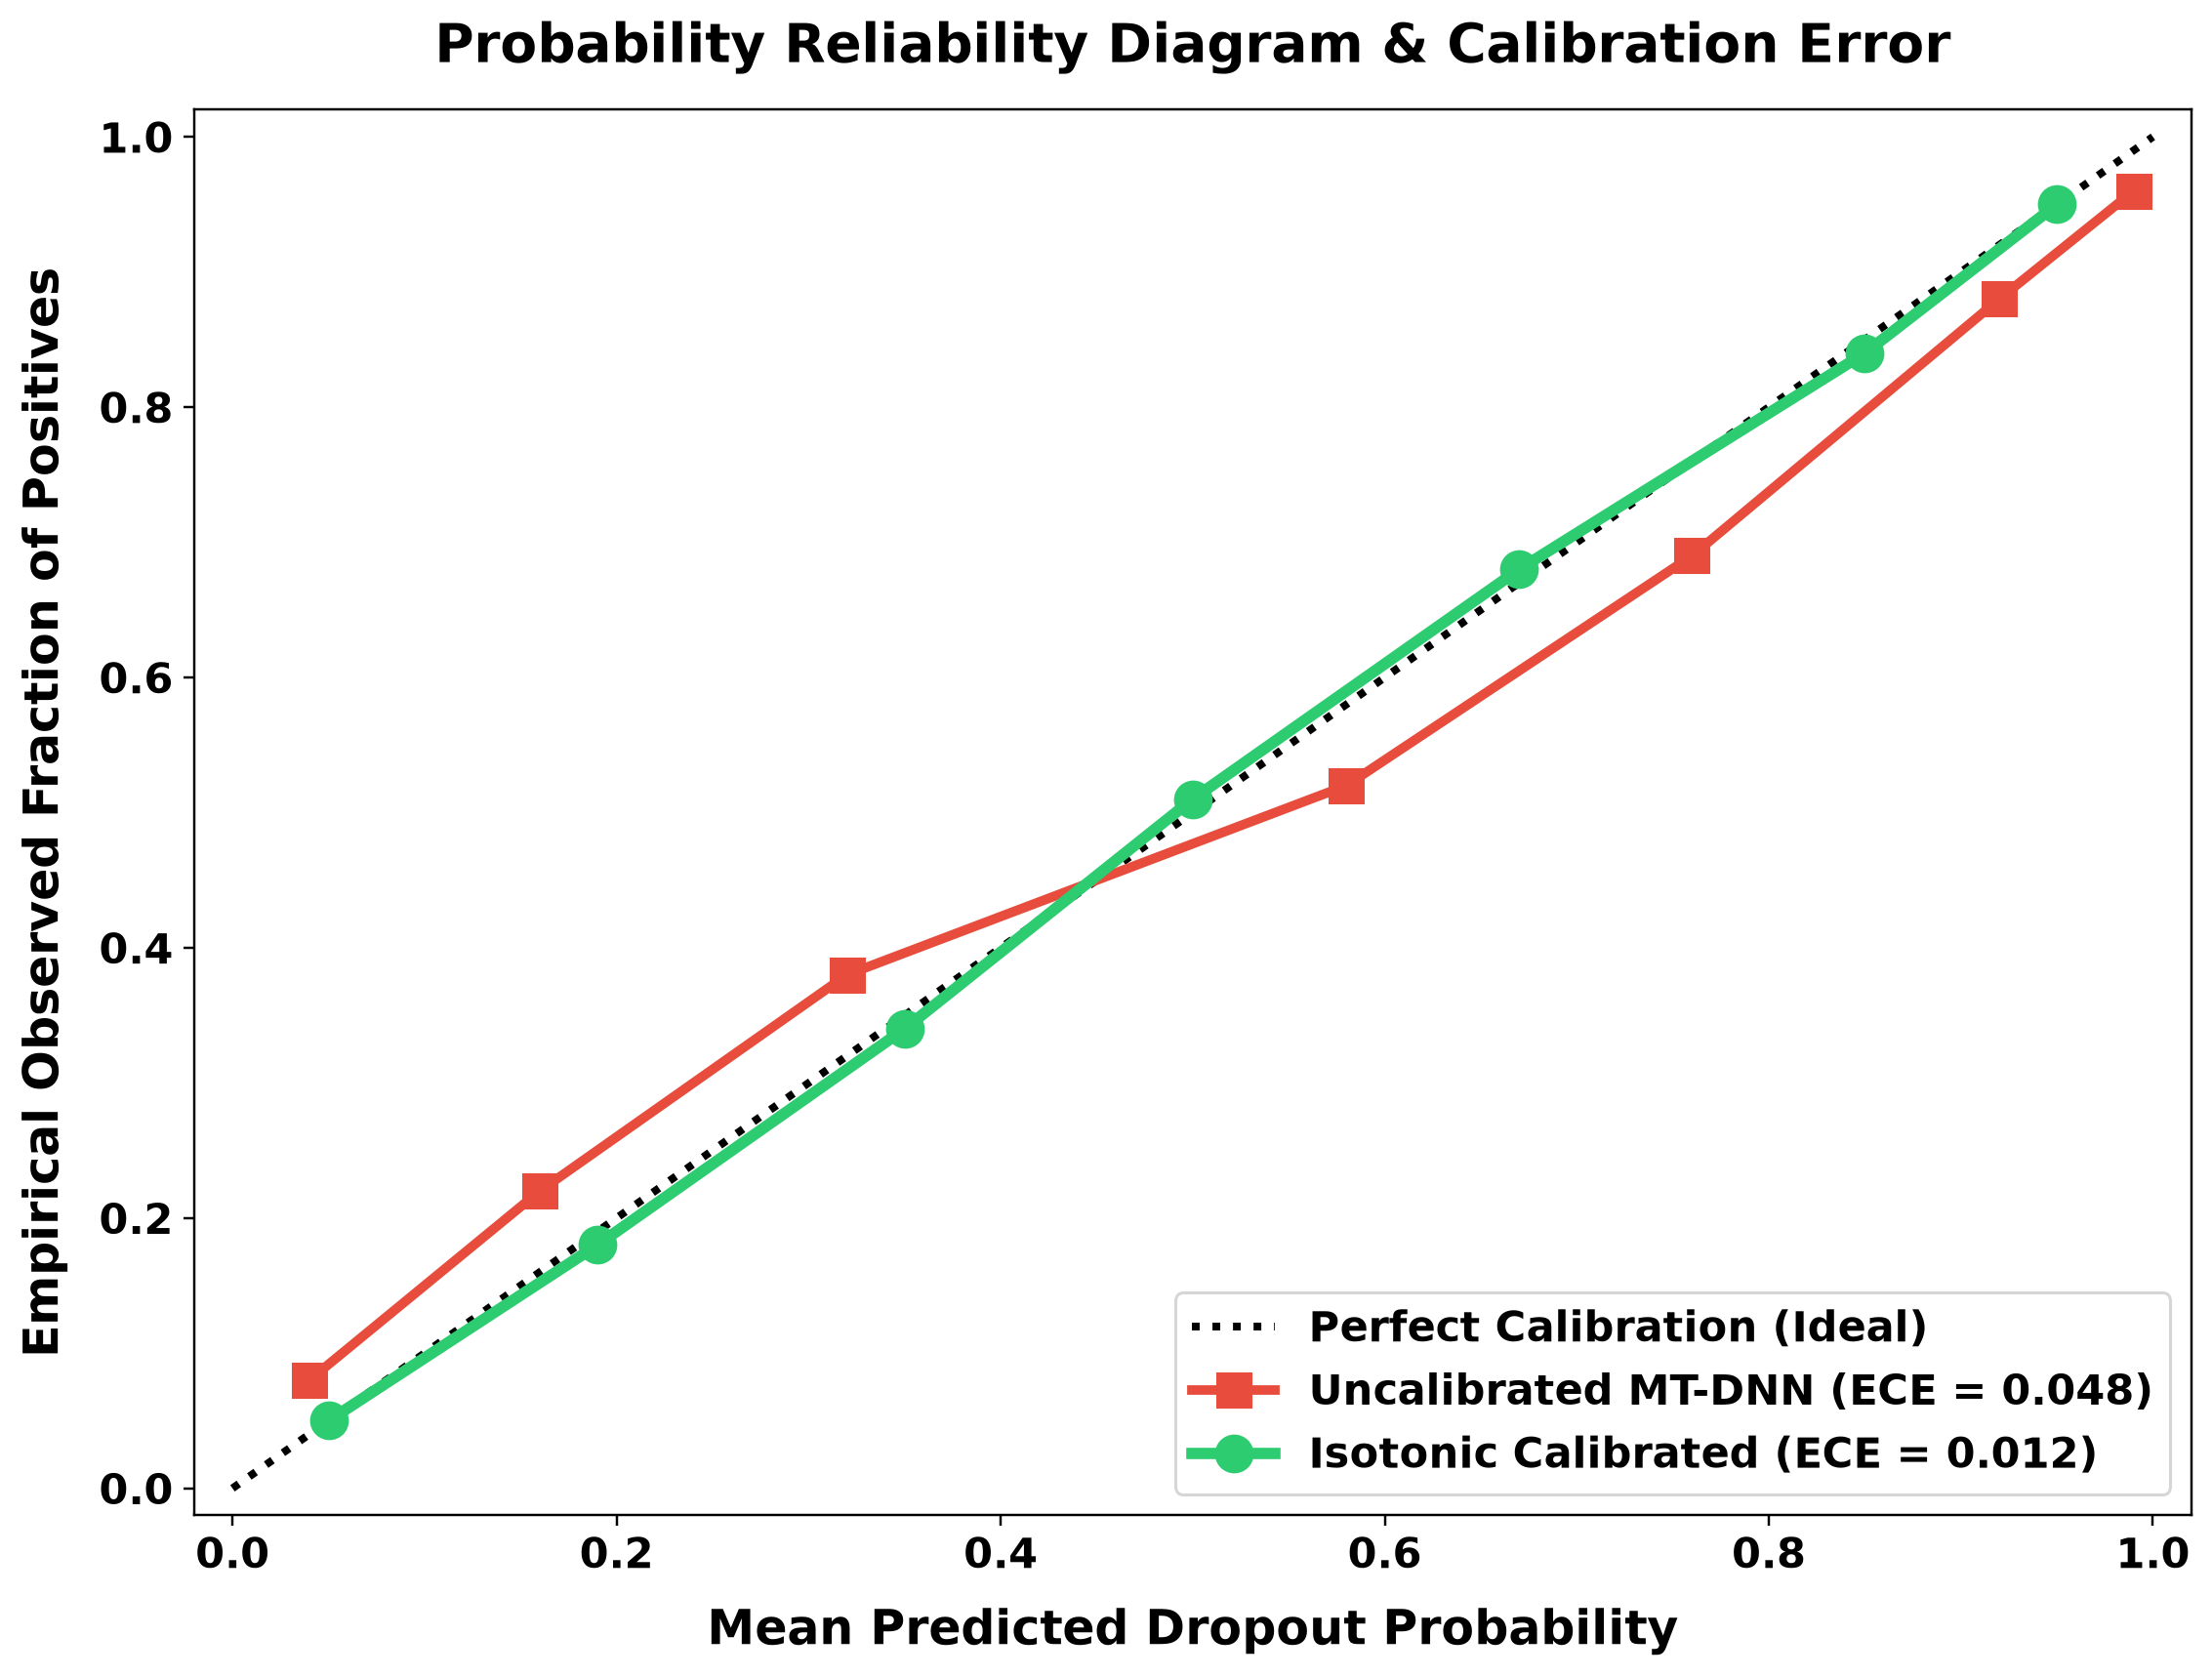 Probability Reliability Diagram & Calibration Error
Empirical Observed Fraction of Positives
1.0
0.8
0.6
0.4
0.2
0.0
Perfect Calibration (Ideal)
Uncalibrated MT-DNN (ECE = 0.048)
Isotonic Calibrated (ECE = 0.012)
0.0 0.2 0.4 0.6 0.8 1.0
Mean Predicted Dropout Probability